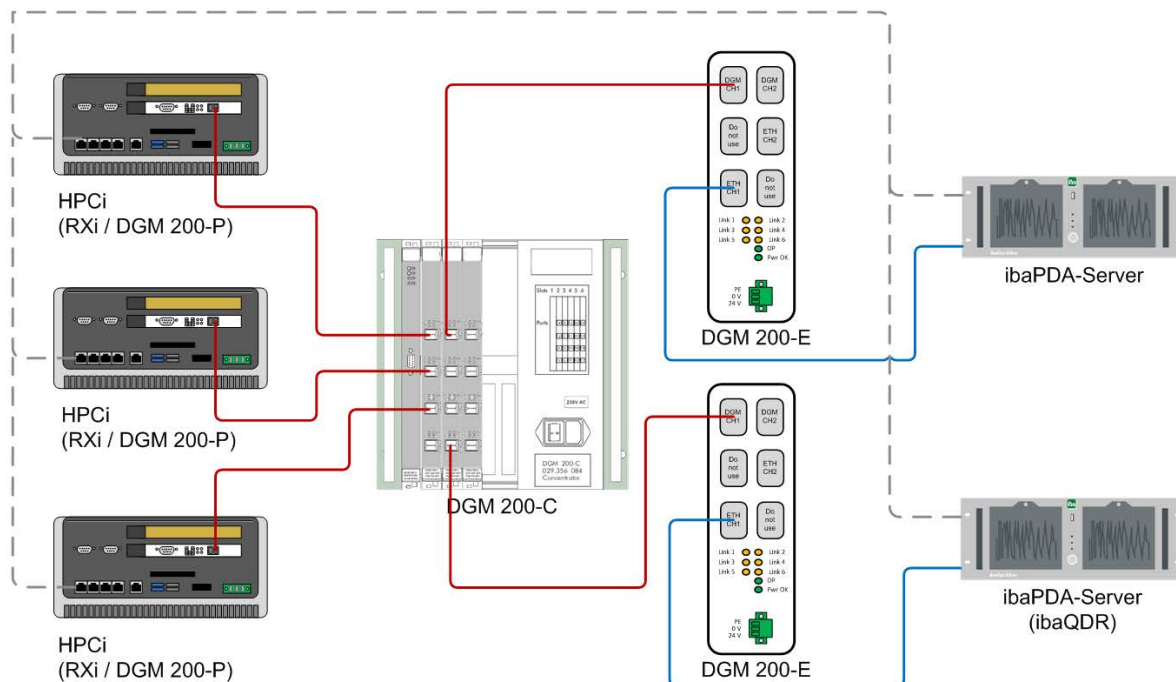 HPCi
(RXi / DGM 200-P)
HPCi
(RXi / DGM 200-P)
HPCi
(RXi / DGM 200-P)
Slots 1 2 3 4 5 6
Ports
230V AC
DGM 200-C
029.356 084
Concentrator
DGM 200-C
DGM
CH1
DGM
CH2
Do
not
use
ETH
CH2
ETH
CH1
Do
not
use
Link 1 Link 2
Link 3 Link 4
Link 5 Link 6
OP
Pwr OK
PE
0 V
24 V
DGM 200-E
DGM
CH1
DGM
CH2
Do
not
use
ETH
CH2
ETH
CH1
Do
not
use
Link 1 Link 2
Link 3 Link 4
Link 5 Link 6
OP
Pwr OK
PE
0 V
24 V
DGM 200-E
iba
ibaPDA-Server
iba
ibaPDA-Server
(ibaQDR)